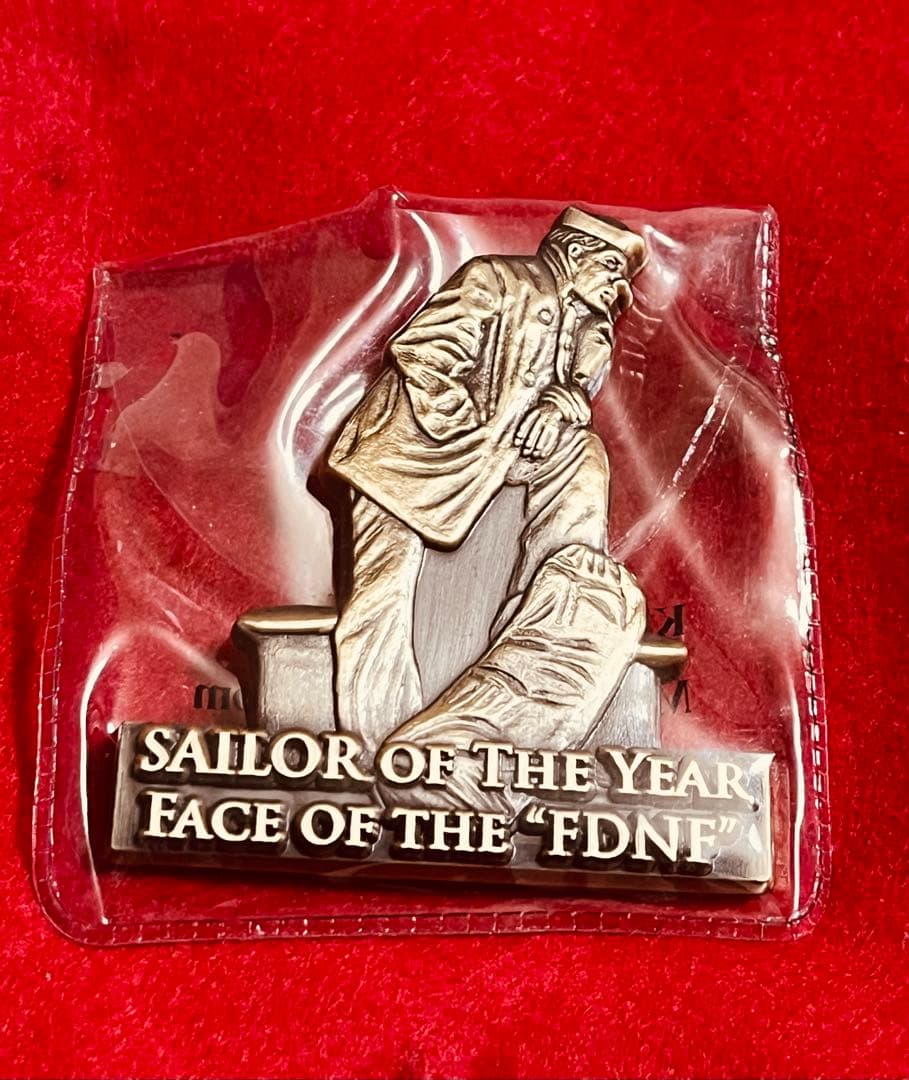 SAILOR OF THE YEAR
FACE OF THE “FDNF”